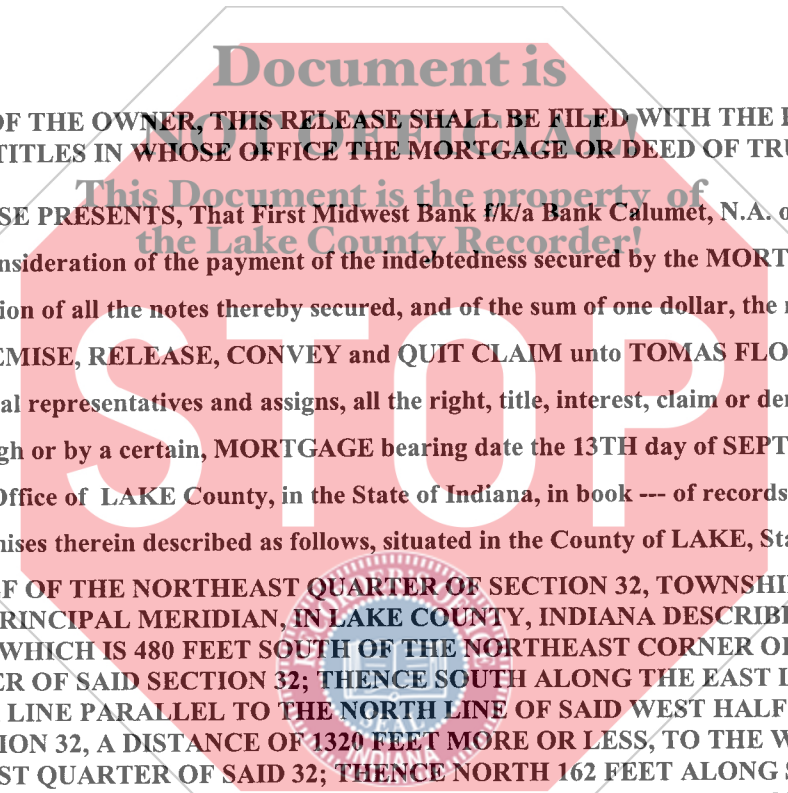 Document is
OF THE OWNER, THIS RELEASE SHALL BE FILED WITH THE
NOT OFFICIAL!
TITLES IN WHOSE OFFICE THE MORTGAGE OR DEED OF TRU
This Document is the property of
SE PRESENTS, That First Midwest Bank f/k/a Bank Calumet, N.A. o
the Lake County Recorder!
nsideration of the payment of the indebtedness secured by the MORT
ion of all the notes thereby secured, and of the sum of one dollar, the
EMISE, RELEASE, CONVEY and QUIT CLAIM unto TOMAS FLO
STOP
al representatives and assigns, all the right, title, interest, claim or de
gh or by a certain, MORTGAGE bearing date the 13TH day of SEPT
Office of LAKE County, in the State of Indiana, in book --- of records
mises therein described as follows, situated in the County of LAKE, Sta
F OF THE NORTHEAST QUARTER OF SECTION 32, TOWNSHI
RINCIPAL MERIDIAN, IN LAKE COUNTY, INDIANA DESCRIB
WHICH IS 480 FEET SOUTH OF THE NORTHEAST CORNER O
ER OF SAID SECTION 32; THENCE SOUTH ALONG THE EAST L
LINE PARALLEL TO THE NORTH LINE OF SAID WEST HALF
ION 32, A DISTANCE OF 1320 FEET MORE OR LESS, TO THE W
SEAL
INDIANA
ST QUARTER OF SAID 32; THENCE NORTH 162 FEET ALONG S